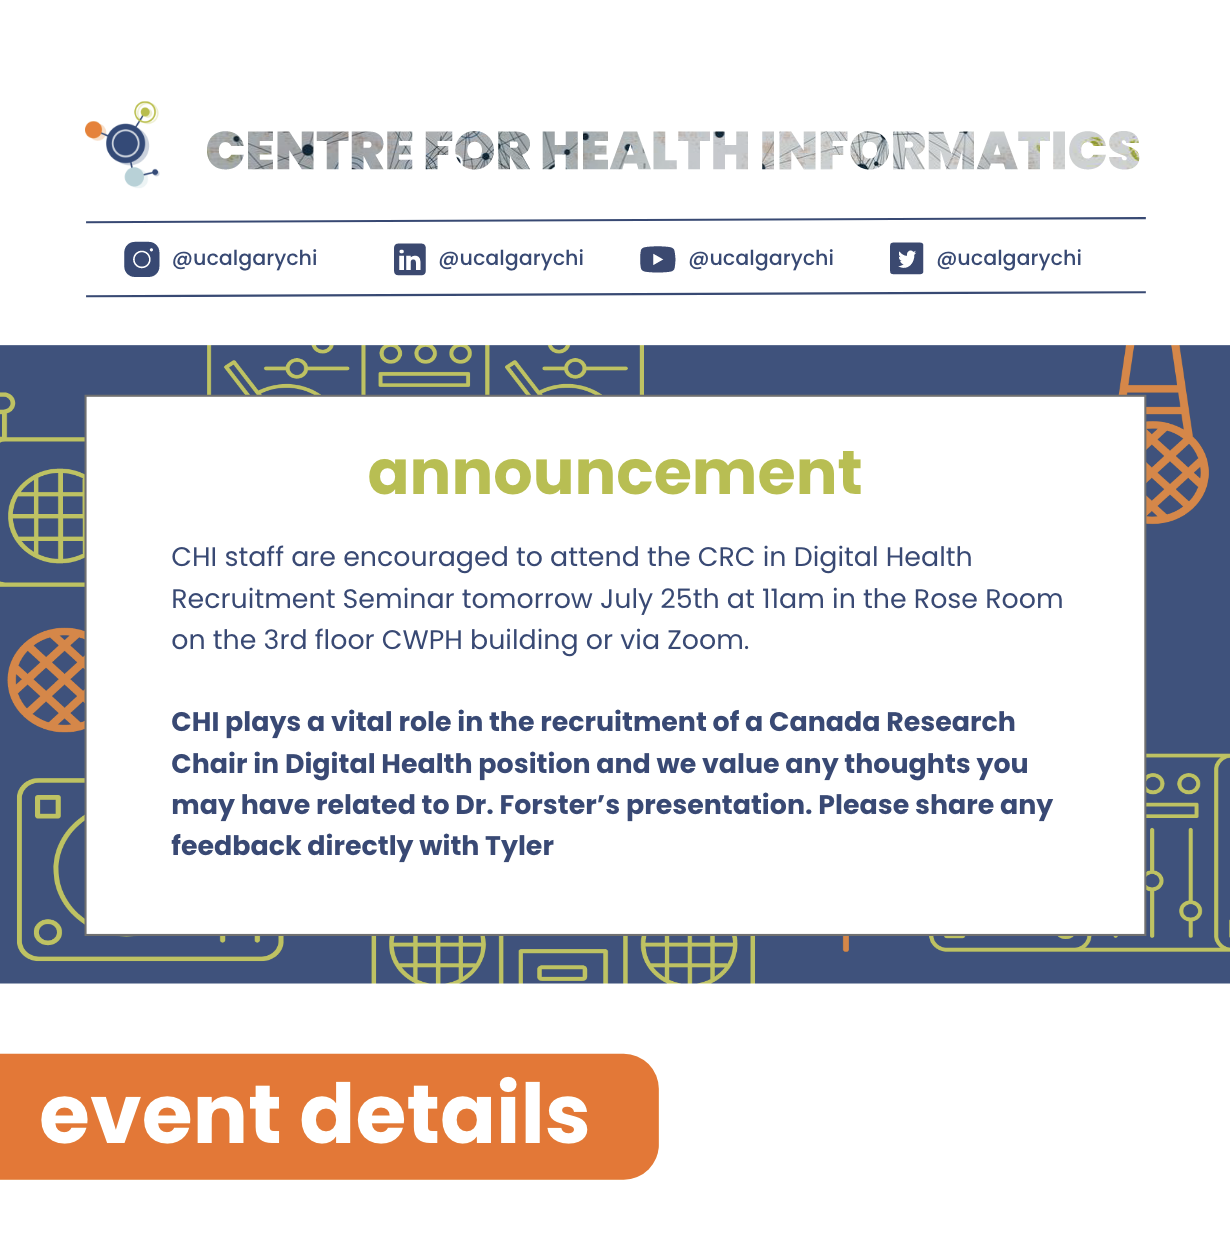 CENTRE FOR HEALTH INFORMATICS
@ucalgarychi @ucalgarychi @ucalgarychi @ucalgarychi
announcement
CHI staff are encouraged to attend the CRC in Digital Health
Recruitment Seminar tomorrow July 25th at 11am in the Rose Room
on the 3rd floor CWPH building or via Zoom.
CHI plays a vital role in the recruitment of a Canada Research
Chair in Digital Health position and we value any thoughts you
may have related to Dr. Forster’s presentation. Please share any
feedback directly with Tyler
event details